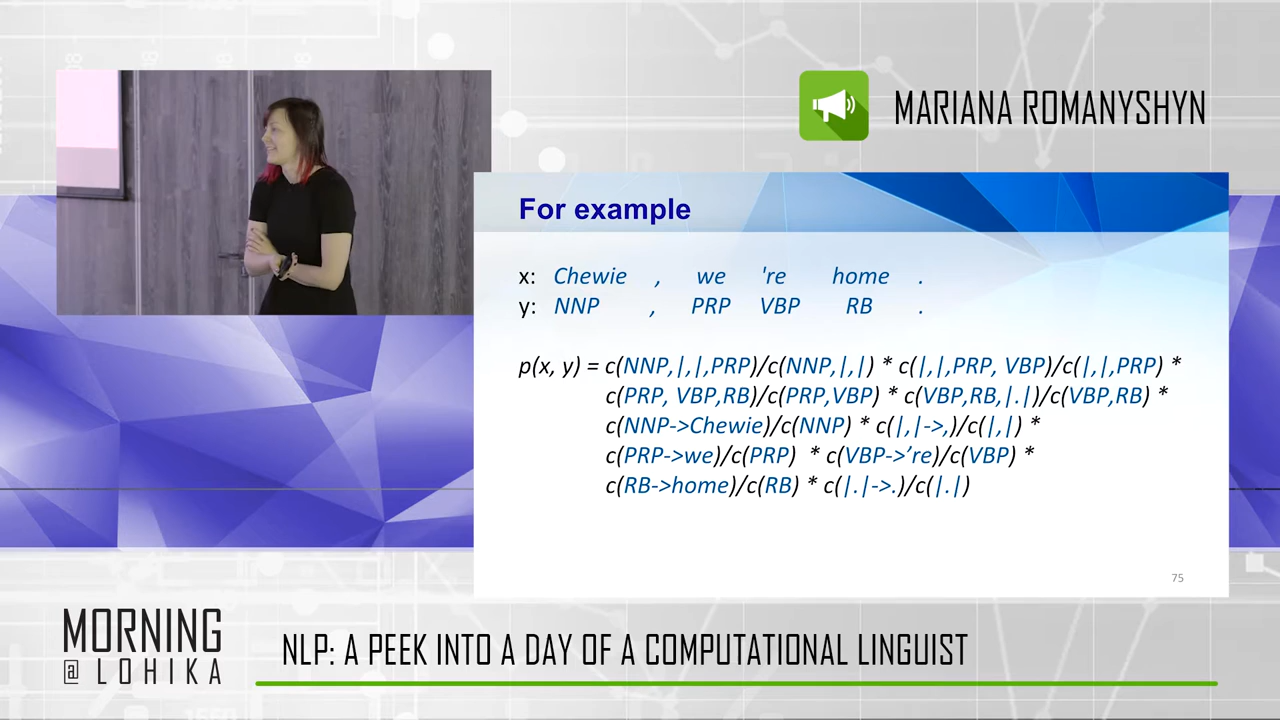 MARIANA ROMANYSHYN
For example
x: Chewie , we 're home .
y: NNP , PRP VBP RB .
p(x, y) = c(NNP,|,|,PRP)/c(NNP,|,|) * c(|,|,PRP, VBP)/c(|,|,PRP) *
c(PRP, VBP,RB)/c(PRP,VBP) * c(VBP,RB,|.|)/c(VBP,RB) *
c(NNP->Chewie)/c(NNP) * c(|,|->,)/c(|,|) *
c(PRP->we)/c(PRP) * c(VBP->’re)/c(VBP) *
c(RB->home)/c(RB) * c(|.|->.)/c(|.|)
75
MORNING
@ LOHIKA
NLP: A PEEK INTO A DAY OF A COMPUTATIONAL LINGUIST